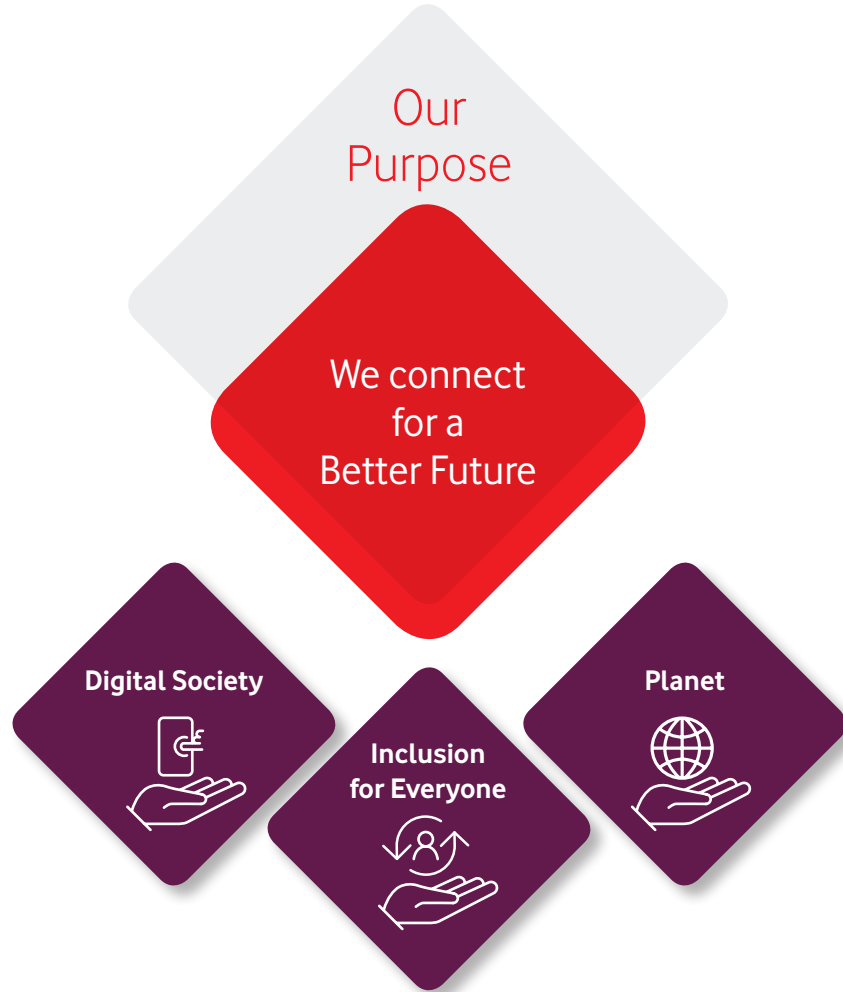 Our
Purpose
We connect
for a
Better Future
Digital Society
Inclusion
for Everyone
Planet